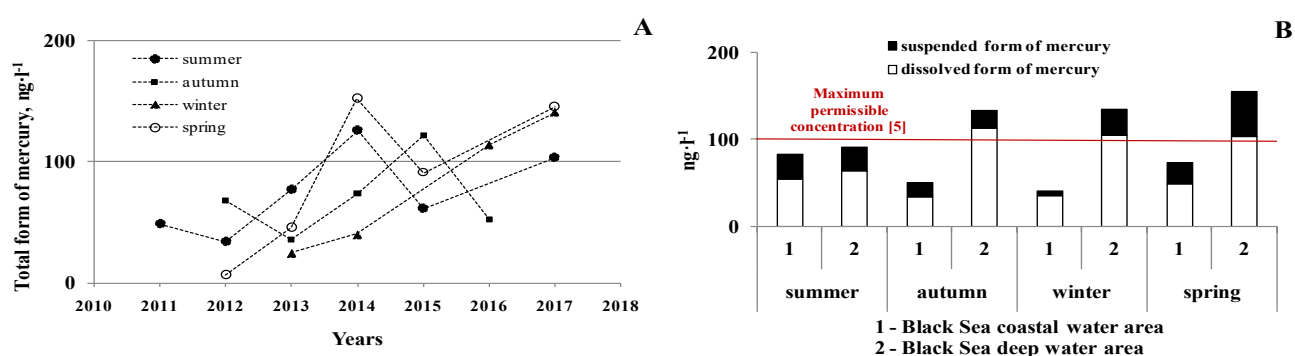 A
Total form of mercury, ng·l-1
200
100
0
summer
autumn
winter
spring
2010 2011 2012 2013 2014 2015 2016 2017 2018
Years
B
suspended form of mercury
dissolved form of mercury
Maximum
permissible
concentration [5]
ng·l-1
200
100
0
1 2 1 2 1 2 1 2
summer autumn winter spring
1 - Black Sea coastal water area
2 - Black Sea deep water area